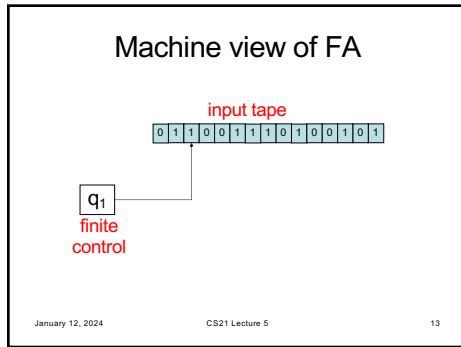 Machine view of FA
input tape
0 1 1 0 0 1 1 1 0 1 0 0 1 0 1
q₁
finite
control
January 12, 2024 CS21 Lecture 5 13